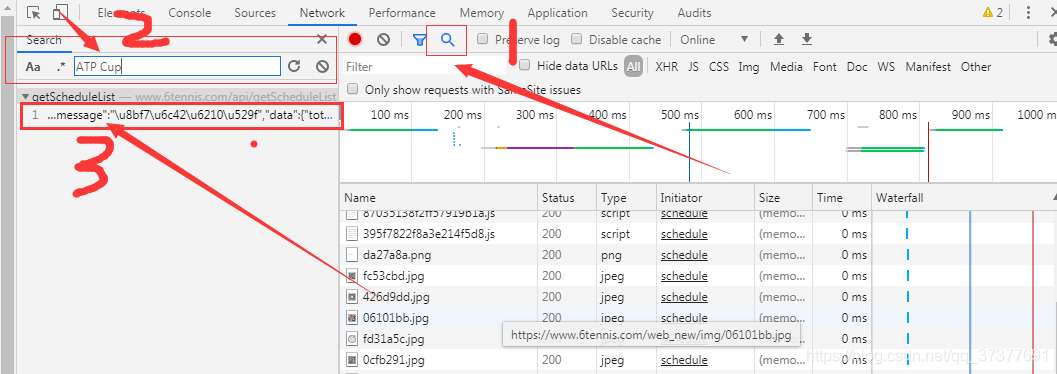 Elements Console Sources Network Performance Memory Application Security Audits 2
Search
Preserve log Disable cache Online
Aa .* ATP Cup
Filter Hide data URLs All XHR JS CSS Img Media Font Doc WS Manifest Other
Only show requests with SameSite issues
getScheduleList — www.6tennis.com/api/getScheduleList
1 ...message":"\u8bf7\u6c42\u6210\u529f","data":{"tot...
100 ms 200 ms 300 ms 400 ms 500 ms 600 ms 700 ms 800 ms 900 ms 1000 m
1
2
3
Name Status Type Initiator Size Time Waterfall
87035138f2ff57919b1a.js 200 script schedule (memo... 0 ms
395f7822f8a3e214f5d8.js 200 script schedule (memo... 0 ms
da27a8a.png 200 png schedule (memo... 0 ms
fc53cbd.jpg 200 jpeg schedule (memo... 0 ms
426d9dd.jpg 200 jpeg schedule (memo... 0 ms
06101bb.jpg 200 jpeg schedule (memo... 0 ms
https://www.6tennis.com/web_new/img/06101bb.jpg
fd31a5c.jpg 0 ms
0cfb291.jpg 200 jpeg schedule (memo... 0 ms
https://blog.csdn.net/qq_37377691